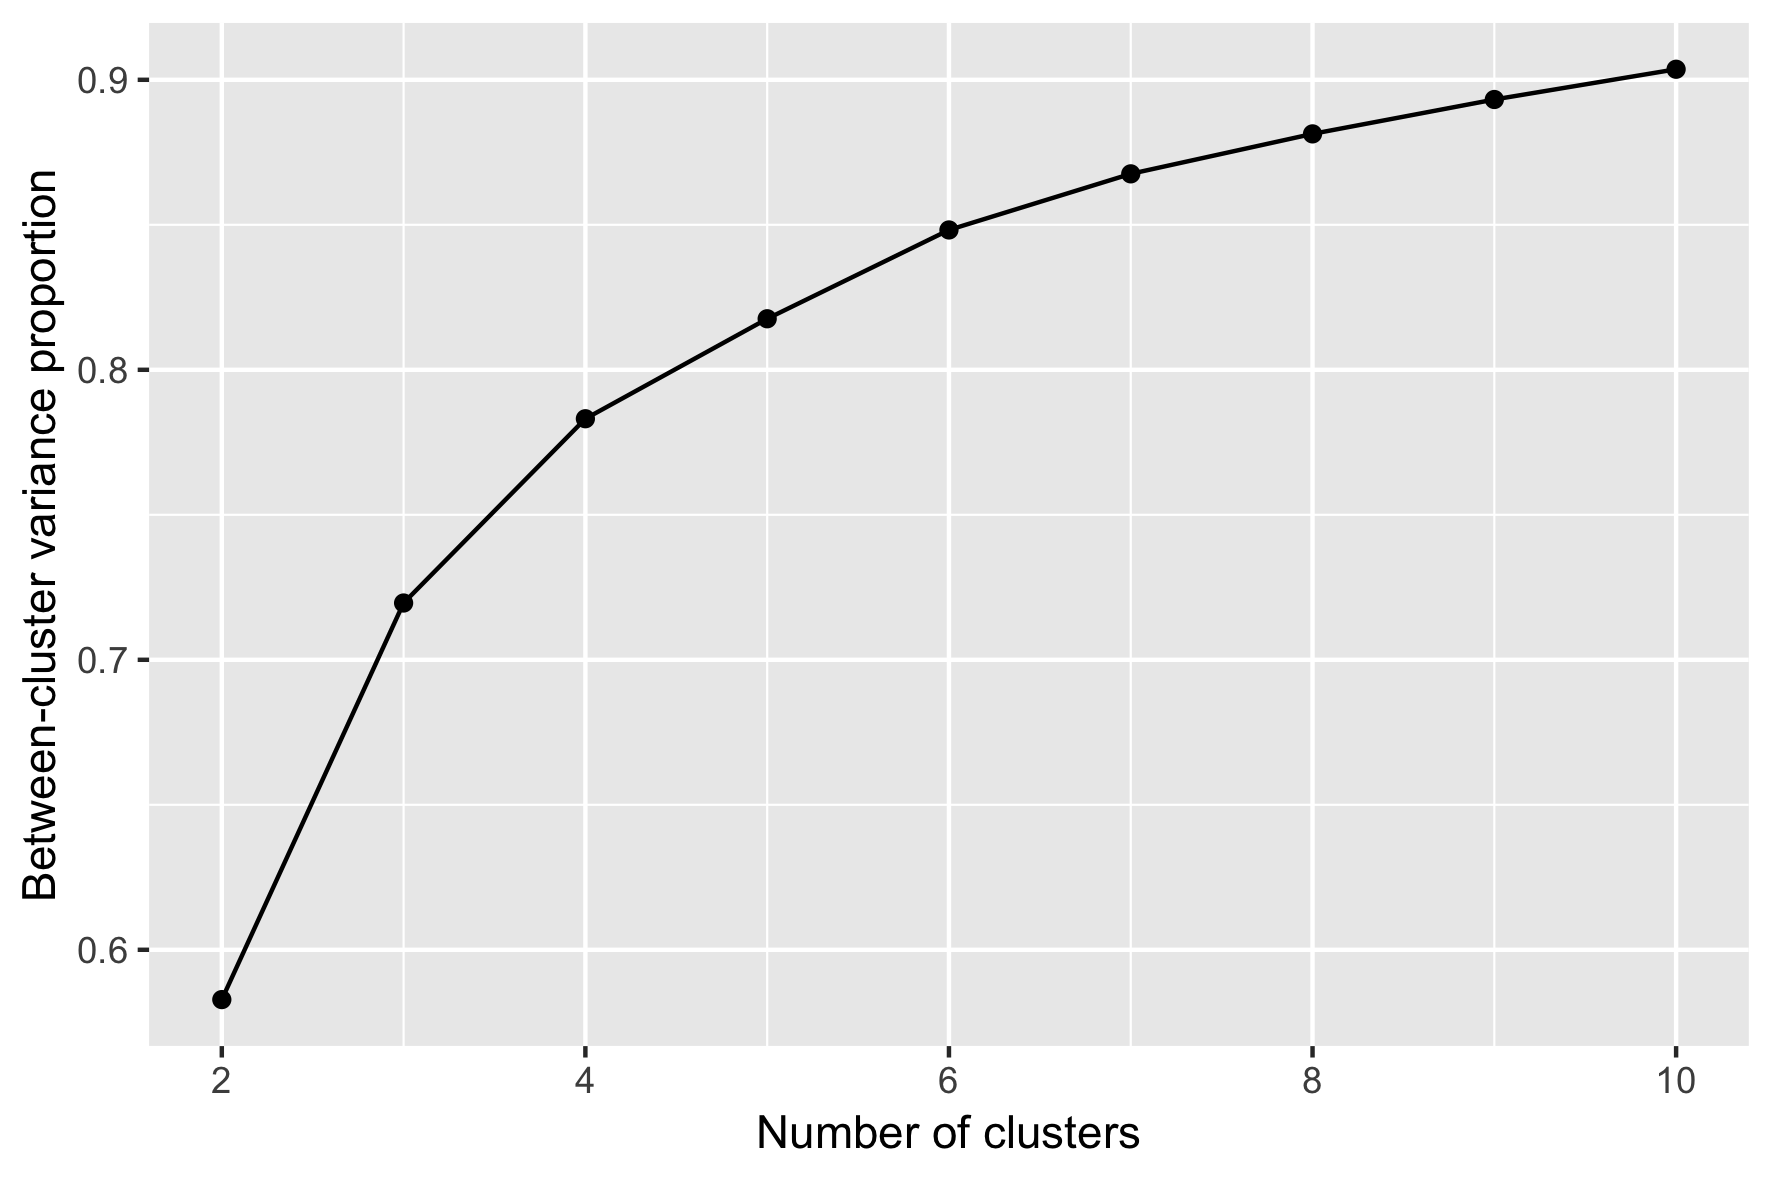 Between-cluster variance proportion
0.9
0.8
0.7
0.6
2 4 6 8 10
Number of clusters